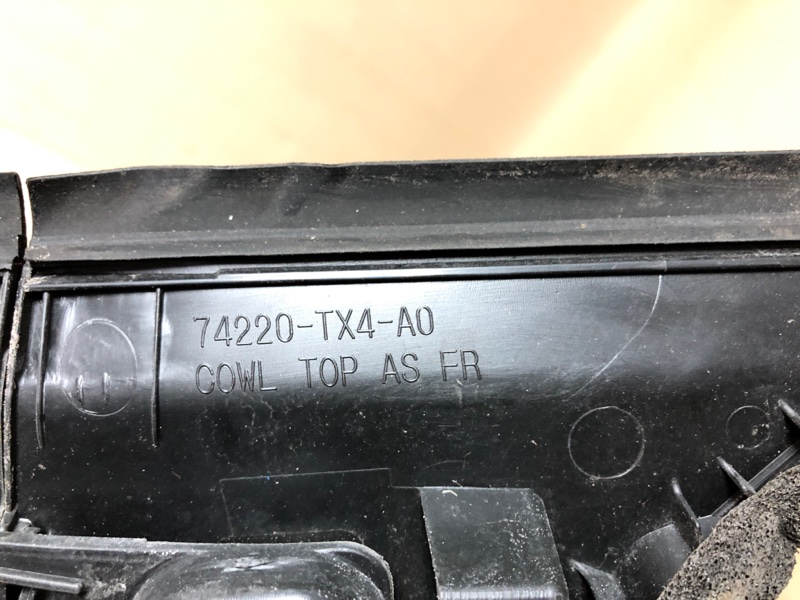 74220-TX4-A0
COWL TOP AS FR